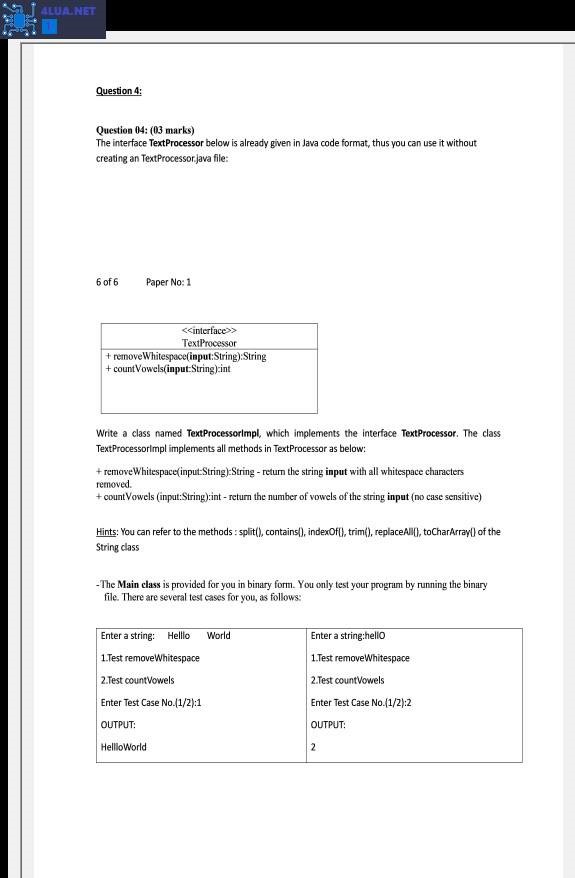 4LUA.NET
Question 4:
Question 04: (03 marks)
The interface TextProcessor below is already given in Java code format, thus you can use it without
creating an TextProcessor.java file:
6 of 6 Paper No: 1
<<interface>>
TextProcessor
+ removeWhitespace(input:String):String
+ countVowels(input:String):int
Write a class named TextProcessorImpl, which implements the interface TextProcessor. The class
TextProcessorImpl implements all methods in TextProcessor as below:
+ removeWhitespace(input:String):String - return the string input with all whitespace characters
removed.
+ countVowels (input:String):int - return the number of vowels of the string input (no case sensitive)
Hints: You can refer to the methods : split(), contains(), indexOf(), trim(), replaceAll(), toCharArray() of the
String class
-The Main class is provided for you in binary form. You only test your program by running the binary
file. There are several test cases for you, as follows:
Enter a string: Helllo World
1.Test removeWhitespace
2.Test countVowels
Enter Test Case No.(1/2):1
OUTPUT:
HellloWorld
Enter a string:hellO
1.Test removeWhitespace
2.Test countVowels
Enter Test Case No.(1/2):2
OUTPUT:
2